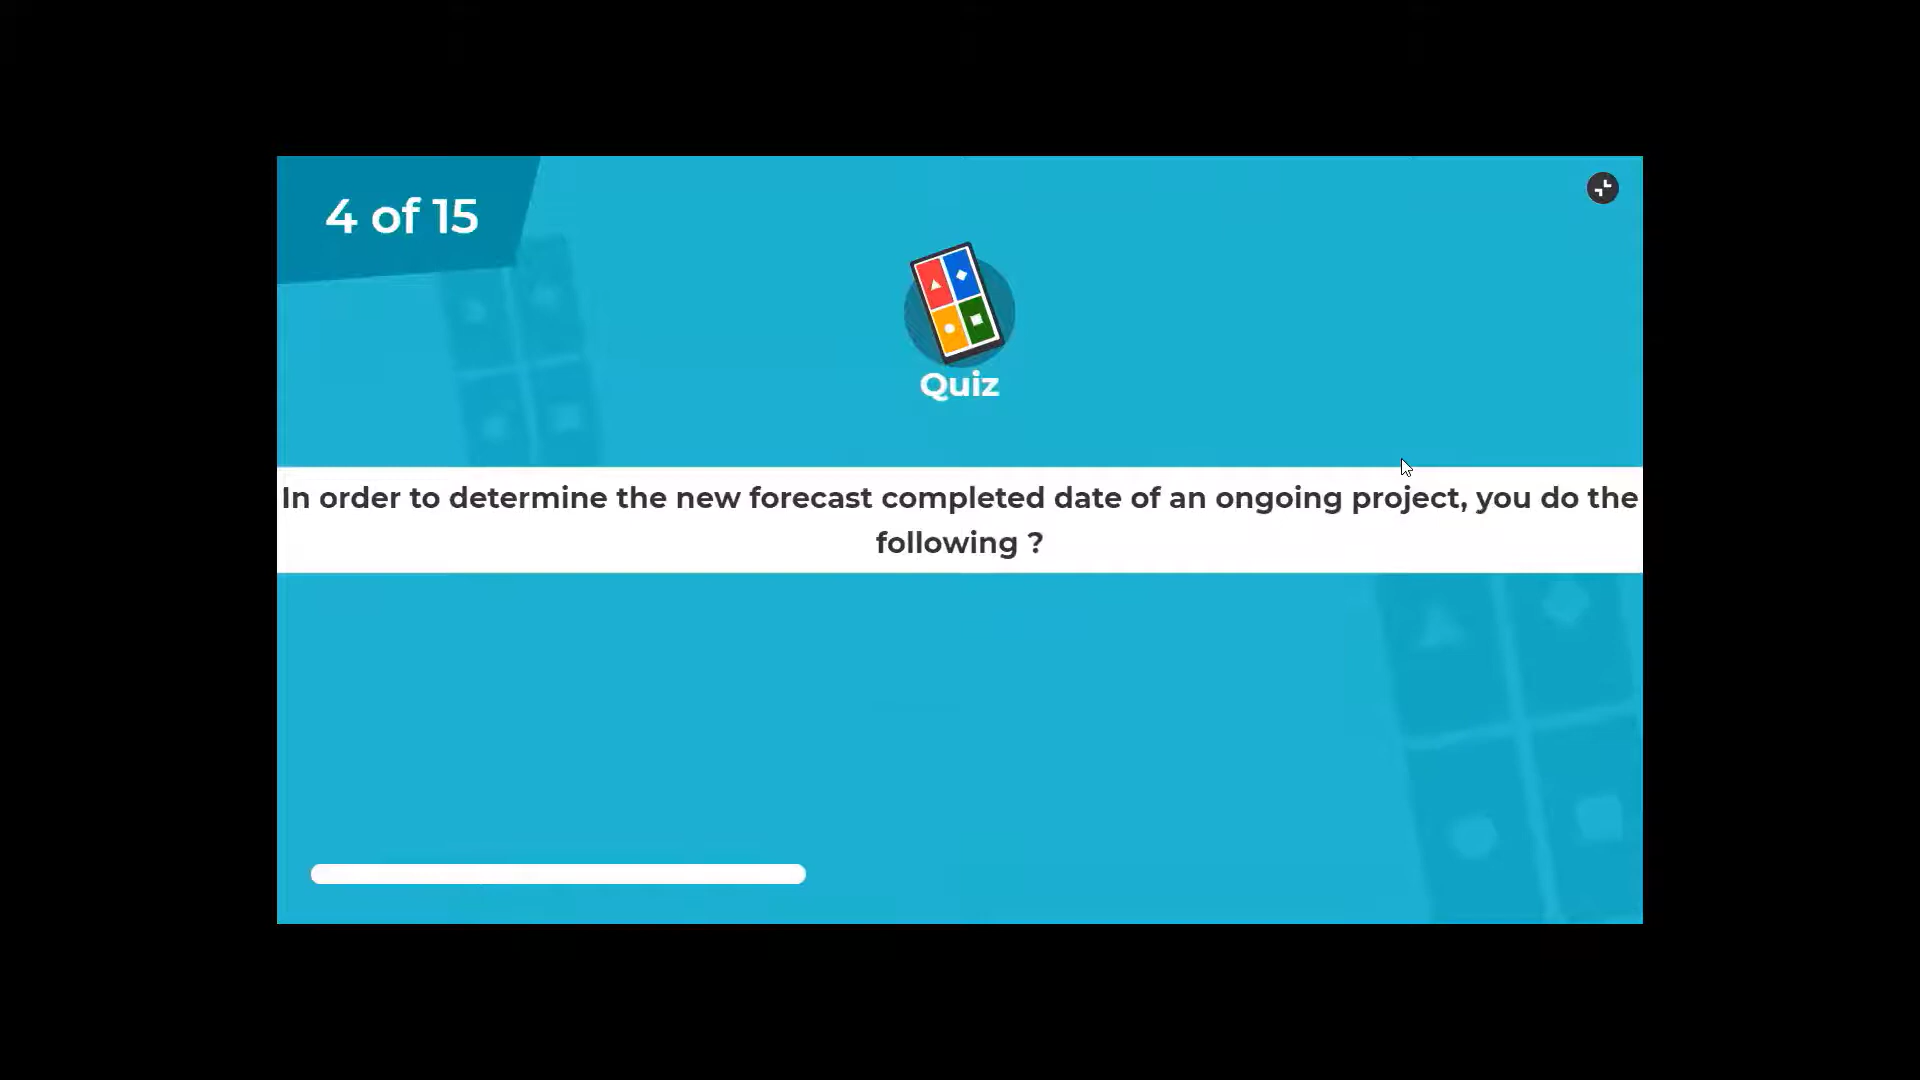 4 of 15
Quiz
In order to determine the new forecast completed date of an ongoing project, you do the
following ?